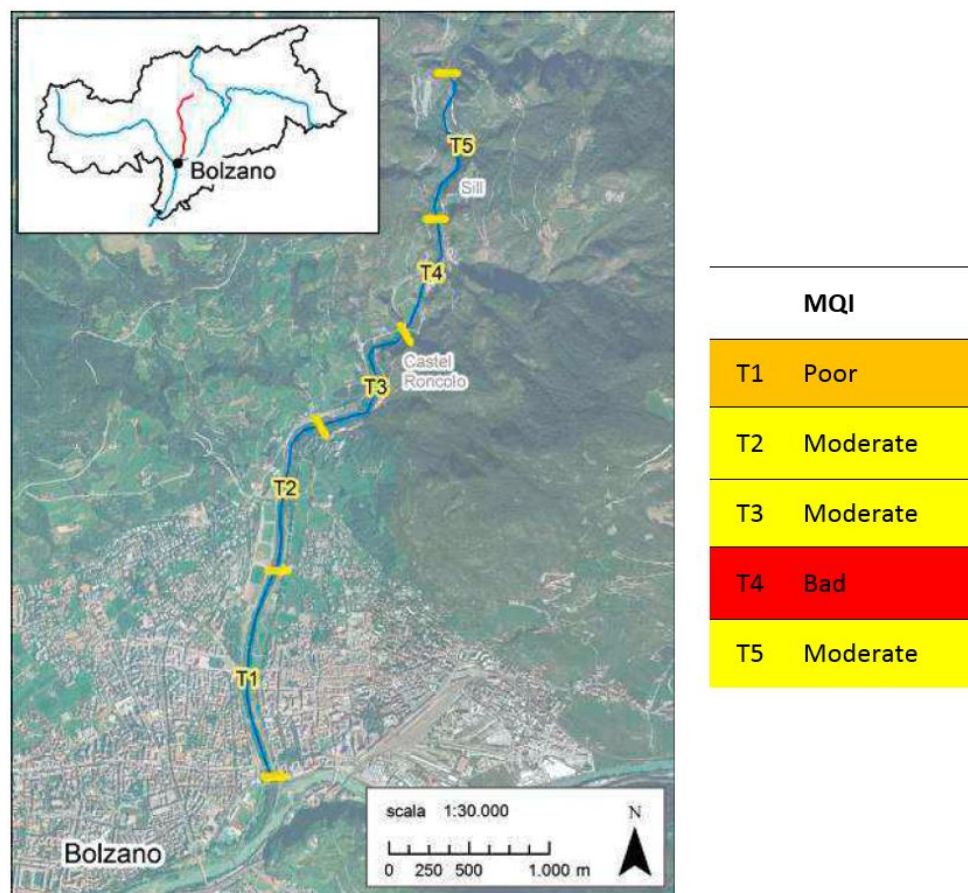 Bolzano
T5
Sill
T4
Castel
Roncolo
T3
T2
T1
Bolzano
scala 1:30.000
N
0 250 500 1.000 m
MQI
T1 Poor
T2 Moderate
T3 Moderate
T4 Bad
T5 Moderate